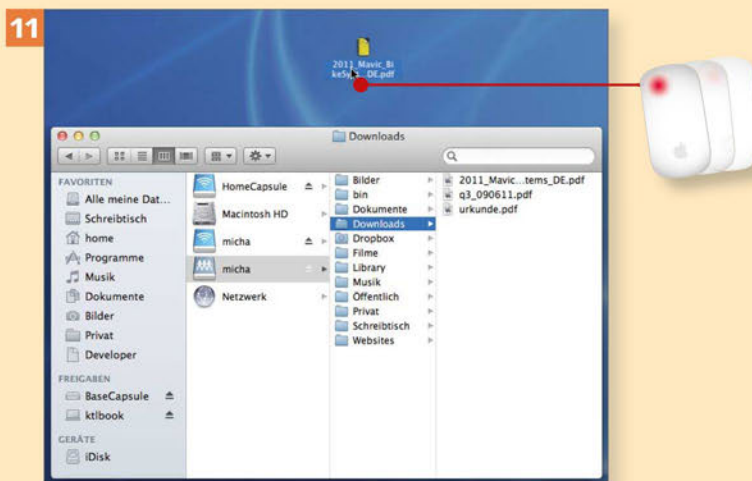 11
2011_Mavic_Bi
keSys...DE.pdf
Downloads
FAVORITEN
Alle meine Dat...
Schreibtisch
home
Programme
Musik
Dokumente
Bilder
Privat
Developer
FREIGABEN
BaseCapsule
ktlbook
GERÄTE
iDisk
HomeCapsule
Macintosh HD
micha
micha
Netzwerk
Bilder
bin
Dokumente
Downloads
Dropbox
Filme
Library
Musik
Öffentlich
Privat
Schreibtisch
Websites
2011_Mavic...tems_DE.pdf
q3_090611.pdf
urkunde.pdf